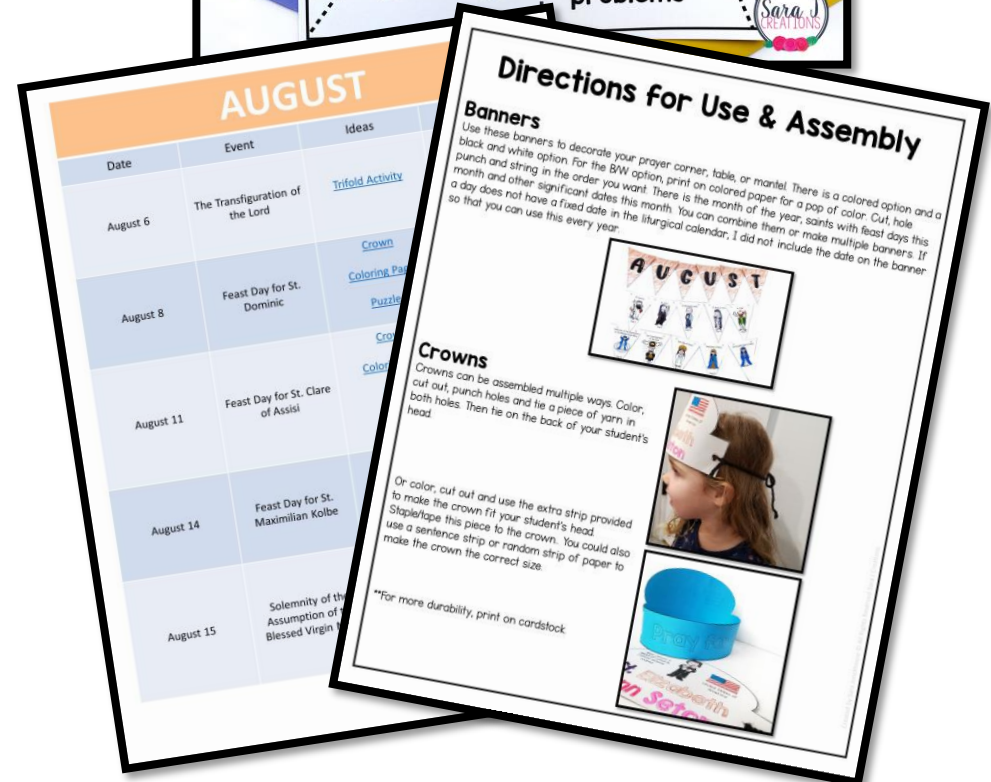 problems
Sara J
CREATIONS
AUGUST
Date
Event
Ideas
August 6
The Transfiguration of
the Lord
Trifold Activity
August 8
Feast Day for St.
Dominic
Crown
Coloring Pa
Puzzle
August 11
Feast Day for St. Clare
of Assisi
Cro
Color
August 14
Feast Day for St.
Maximilian Kolbe
August 15
Solemnity of the
Assumption of
Blessed Virgin
Directions for Use & Assembly
Banners
Use these banners to decorate your prayer corner, table, or mantel. There is a colored option and a
black and white option. For the B/W option, print on colored paper for a pop of color. Cut, hole
punch and string in the order you want. There is the month of the year, saints with feast days this
month and other significant dates this month. You can combine them or make multiple banners. If
a day does not have a fixed date in the liturgical calendar, I did not include the date on the banner
so that you can use this every year.
AUGUST
Crowns
Crowns can be assembled multiple ways. Color,
cut out, punch holes and tie a piece of yarn in
both holes. Then tie on the back of your student's
head.
Or color, cut out and use the extra strip provided
to make the crown fit your student's head.
Staple/tape this piece to the crown. You could also
use a sentence strip or random strip of paper to
make the crown the correct size.
**For more durability, print on cardstock.
beth
ton
pray for
Elizabeth
an Seton